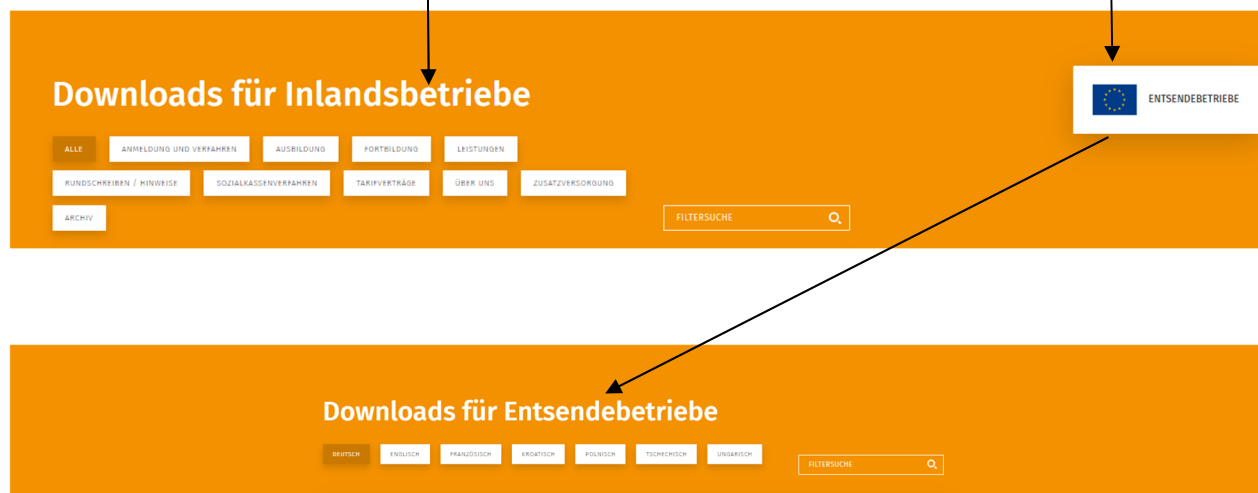 Downloads für Inlandsbetriebe
ENTSENDEBETRIEBE
ALLE ANMELDUNG UND VERFAHREN AUSBILDUNG FORTBILDUNG LEISTUNGEN
RUNDSCHREIBEN / HINWEISE SOZIALKASSENVERFAHREN TARIFVERTRÄGE ÜBER UNS ZUSATZVERSORGUNG
ARCHIV FILTERSUCHE
Downloads für Entsendebetriebe
DEUTSCH ENGLISCH FRANZÖSISCH KROATISCH POLNISCH TSCHECHISCH UNGARISCH
FILTERSUCHE